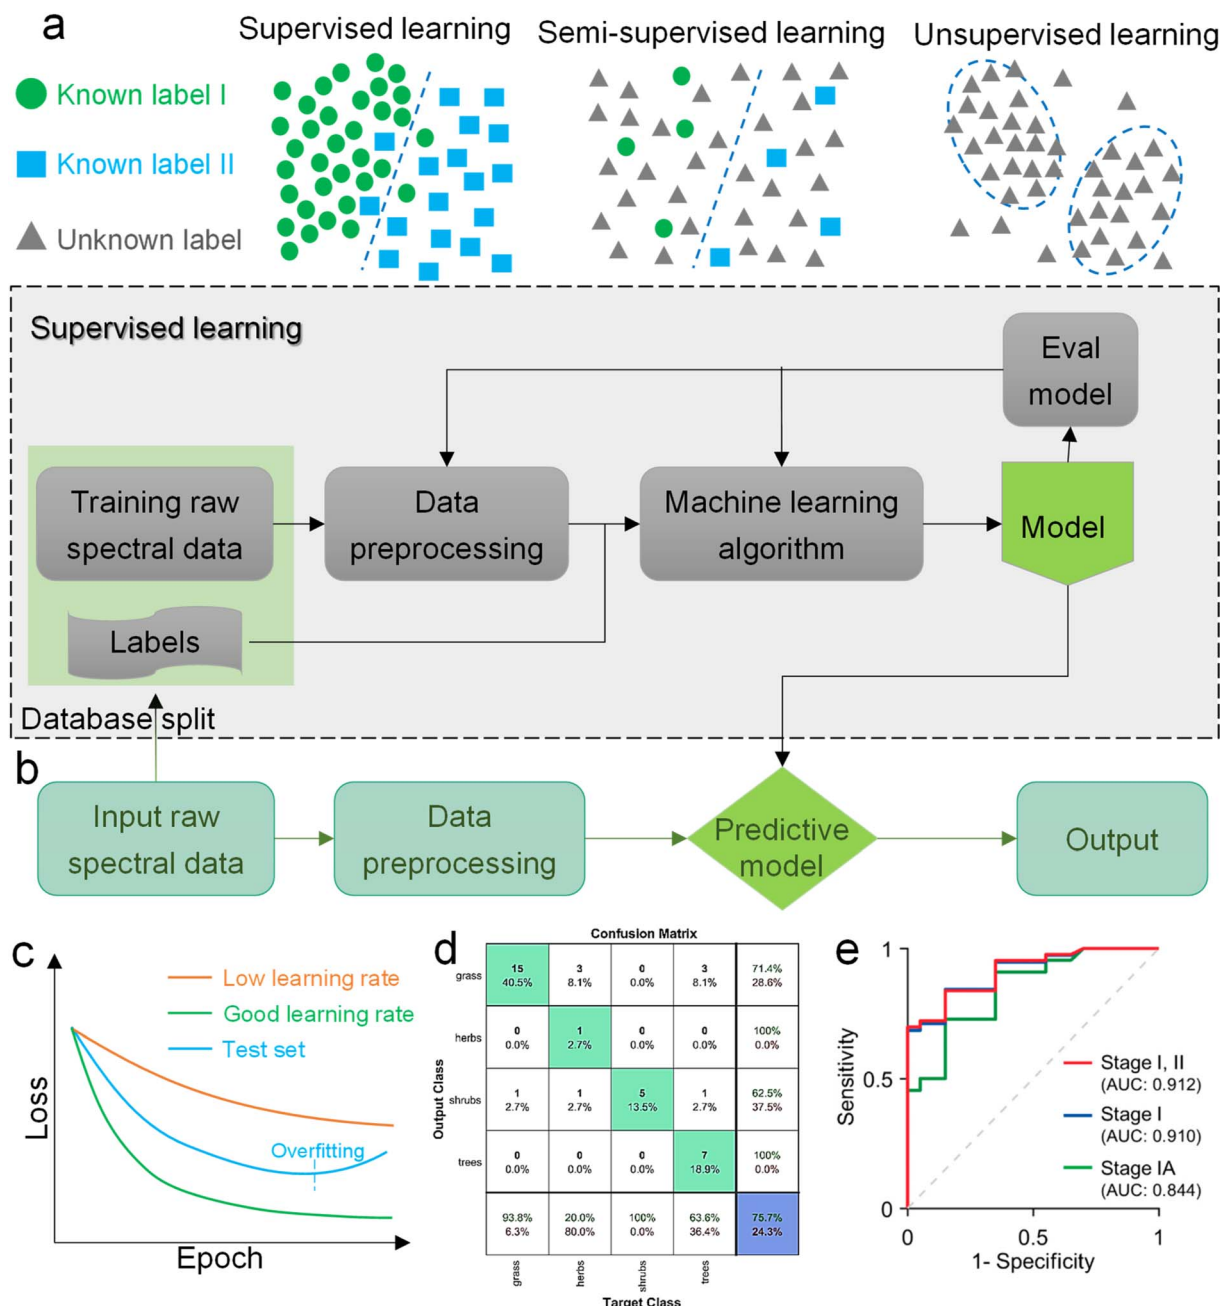 a
Supervised learning
Semi-supervised learning
Unsupervised learning
Known label I
Known label II
Unknown label
Supervised learning
Eval
model
Training raw
spectral data
Data
preprocessing
Machine learning
algorithm
Model
Labels
Database split
b
Input raw
spectral data
Data
preprocessing
Predictive
model
Output
c
Low learning rate
Good learning rate
Test set
Overfitting
Loss
Epoch
d
Confusion Matrix
grass
15 3 0 3 71.4%
40.5% 8.1% 0.0% 8.1% 28.6%
herbs
0 1 0 0 100%
0.0% 2.7% 0.0% 0.0% 0.0%
shrubs
1 1 5 1 62.5%
2.7% 2.7% 13.5% 2.7% 37.5%
trees
0 0 0 7 100%
0.0% 0.0% 0.0% 18.9% 0.0%
93.8% 20.0% 100% 63.6% 75.7%
6.3% 80.0% 0.0% 36.4% 24.3%
grass herbs shrubs trees
Output Class
Target Class
e
1
0.5
0
Sensitivity
Stage I, II
(AUC: 0.912)
Stage I
(AUC: 0.910)
Stage IA
(AUC: 0.844)
0 0.5 1
1- Specificity